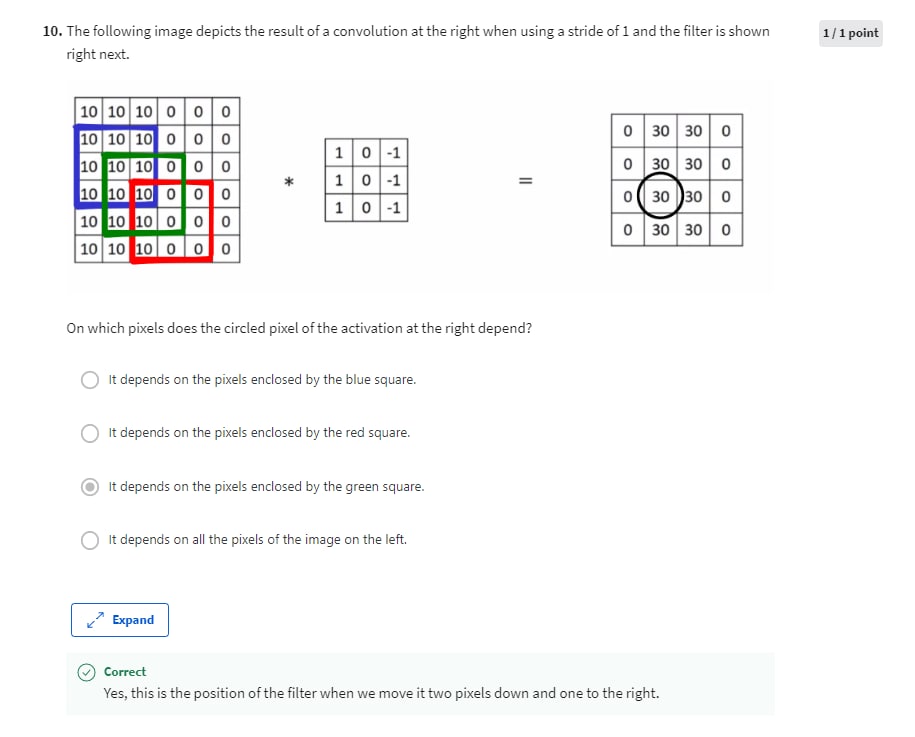 10. The following image depicts the result of a convolution at the right when using a stride of 1 and the filter is shown
right next.
1 / 1 point
10 10 10 0 0 0
10 10 10 0 0 0
10 10 10 0 0 0
10 10 10 0 0 0
10 10 10 0 0 0
10 10 10 0 0 0
*
1 0 -1
1 0 -1
1 0 -1
=
0 30 30 0
0 30 30 0
0 30 30 0
0 30 30 0
On which pixels does the circled pixel of the activation at the right depend?
It depends on the pixels enclosed by the blue square.
It depends on the pixels enclosed by the red square.
It depends on the pixels enclosed by the green square.
It depends on all the pixels of the image on the left.
Expand
Correct
Yes, this is the position of the filter when we move it two pixels down and one to the right.